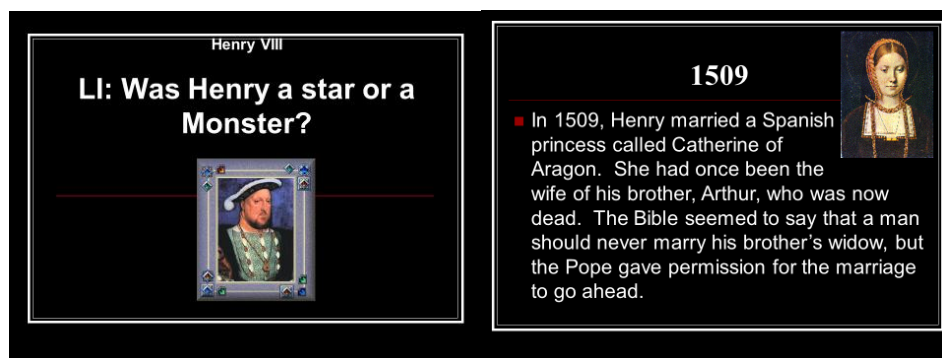 Henry VIII
LI: Was Henry a star or a
Monster?
1509
In 1509, Henry married a Spanish
princess called Catherine of
Aragon.  She had once been the
wife of his brother, Arthur, who was now
dead.  The Bible seemed to say that a man
should never marry his brother’s widow, but
the Pope gave permission for the marriage
to go ahead.